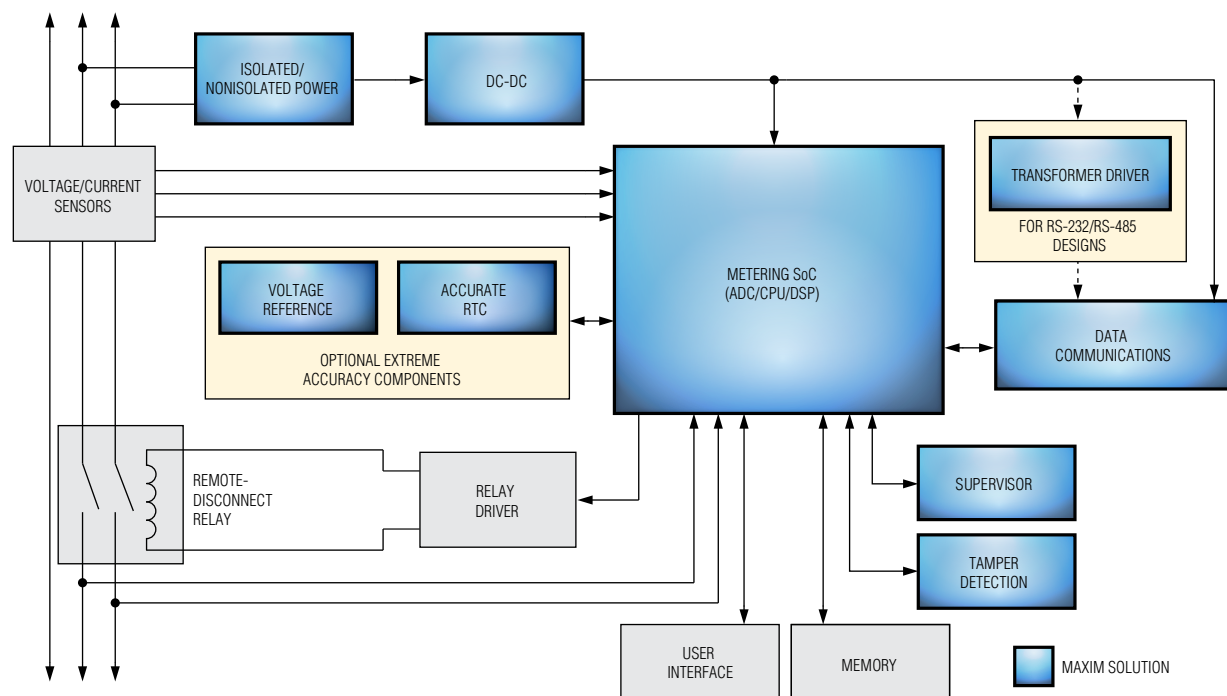 ISOLATED/
NONISOLATED POWER
DC-DC
TRANSFORMER DRIVER
FOR RS-232/RS-485
DESIGNS
VOLTAGE/CURRENT
SENSORS
METERING SoC
(ADC/CPU/DSP)
VOLTAGE
REFERENCE
ACCURATE
RTC
OPTIONAL EXTREME
ACCURACY COMPONENTS
DATA
COMMUNICATIONS
REMOTE-
DISCONNECT
RELAY
RELAY
DRIVER
SUPERVISOR
TAMPER
DETECTION
USER
INTERFACE
MEMORY
MAXIM SOLUTION